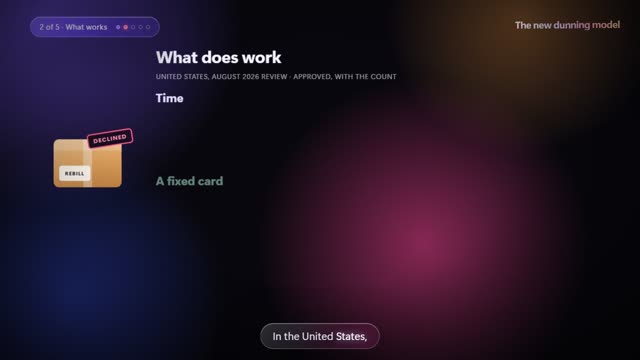 2 of 5 · What works
The new dunning model
What does work
UNITED STATES, AUGUST 2026 REVIEW · APPROVED, WITH THE COUNT
Time
DECLINED
REBILL
A fixed card
In the United States,